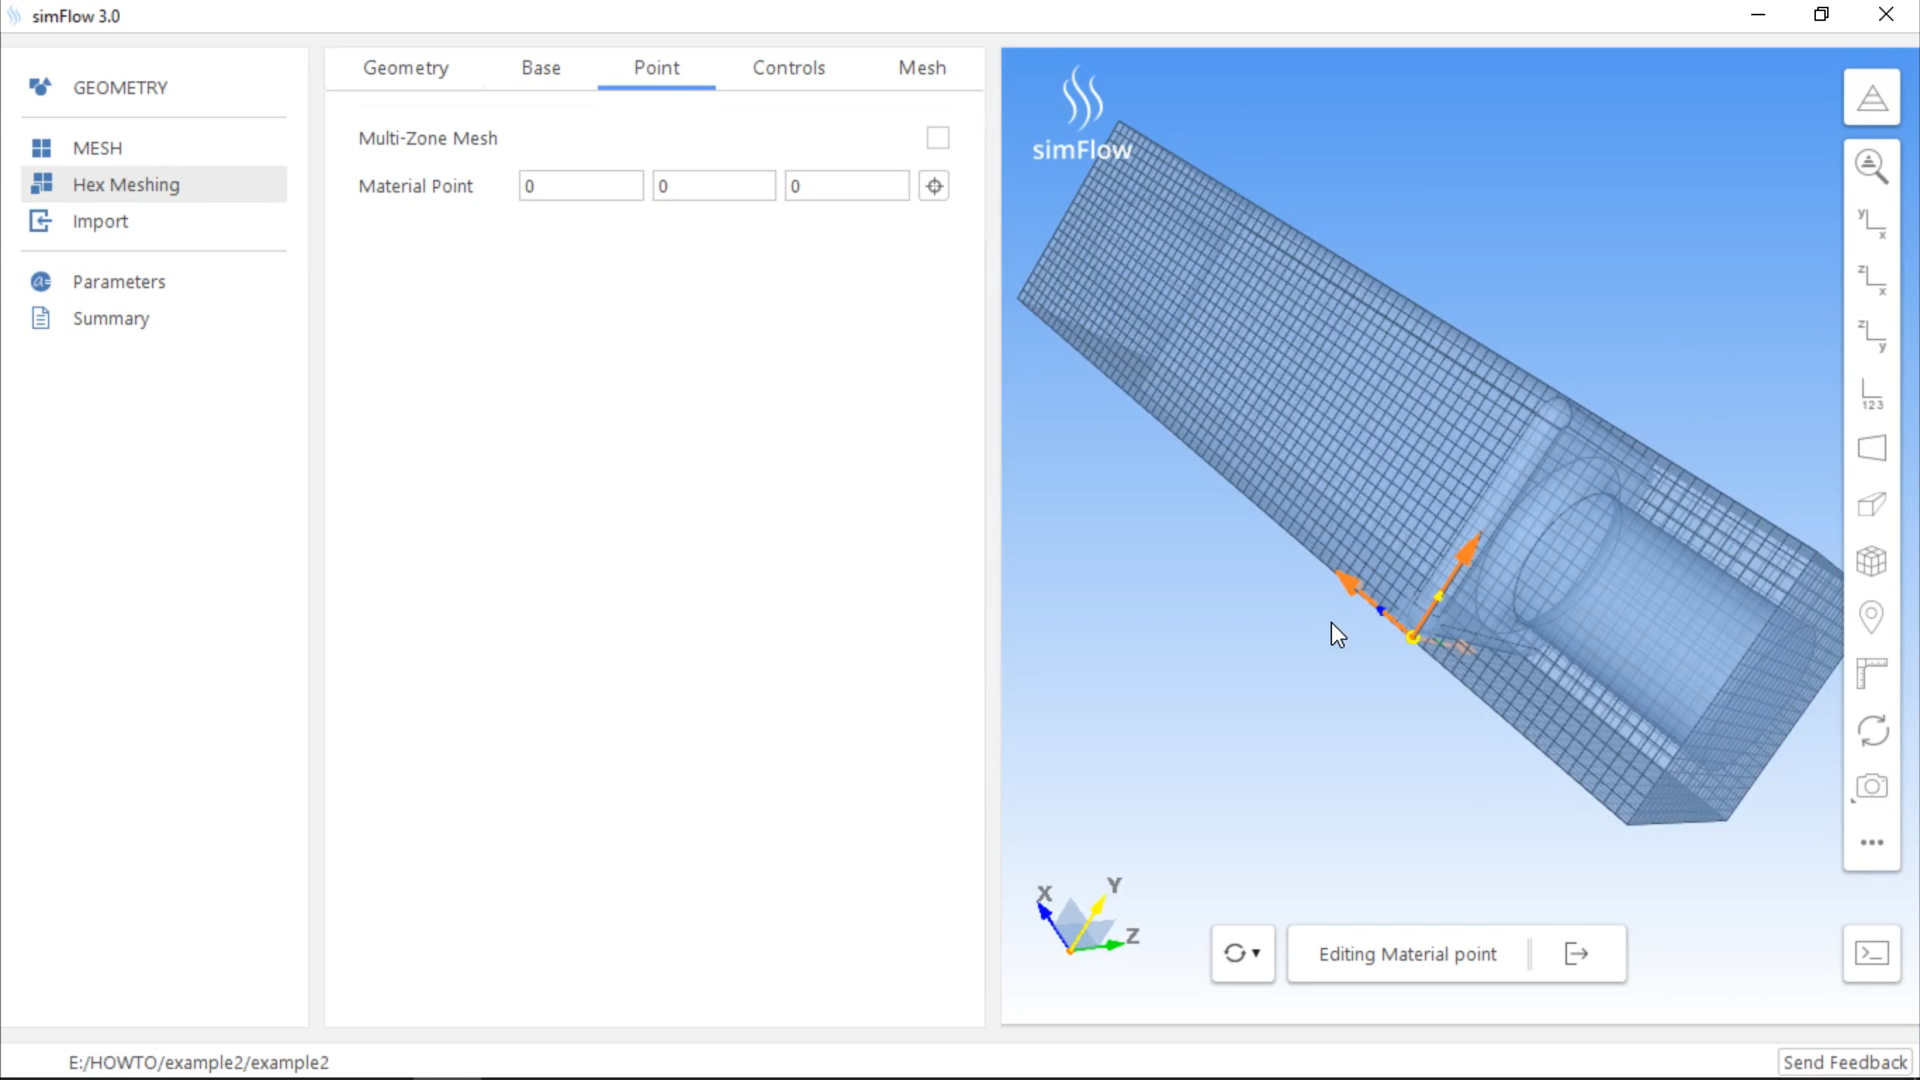 simFlow 3.0
GEOMETRY
MESH
Hex Meshing
Import
Parameters
Summary
Geometry Base Point Controls Mesh
Multi-Zone Mesh
Material Point 0 0 0
simFlow
y
x
z
x
z
y
123
X Y
Z
Editing Material point
E:/HOWTO/example2/example2
Send Feedback